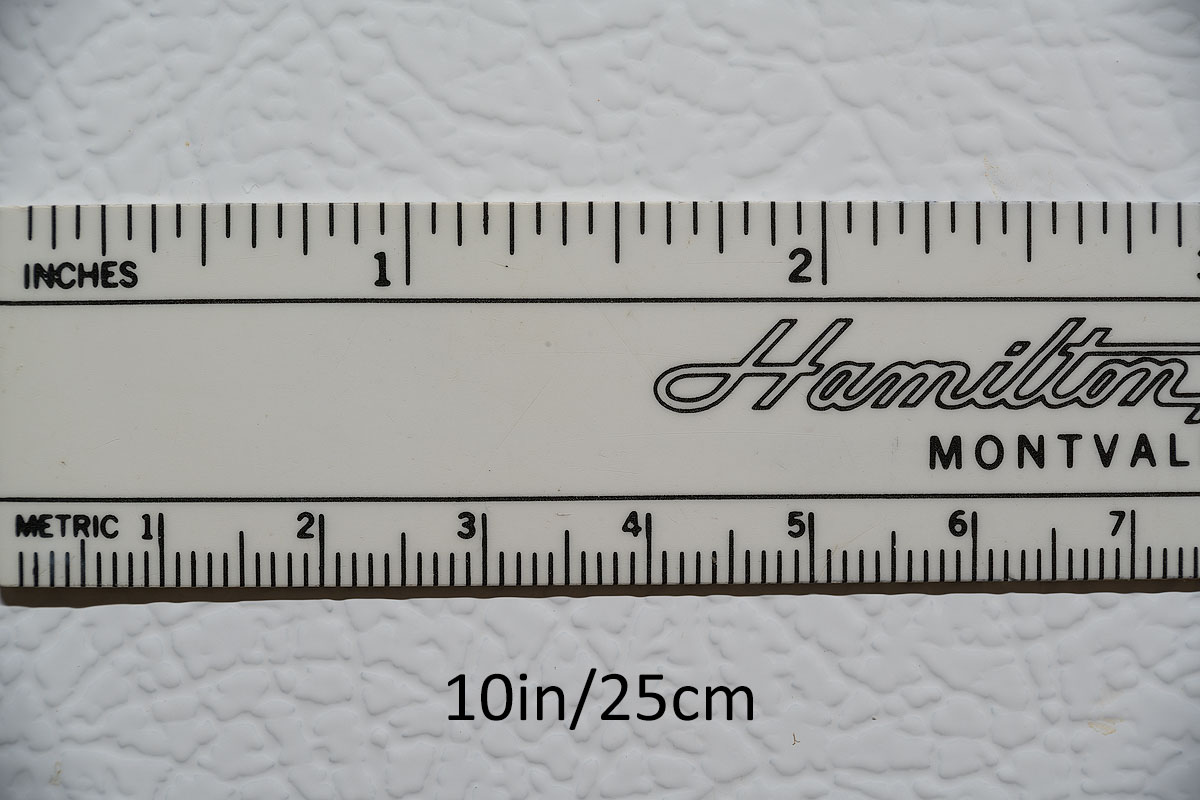 1 2
INCHES
Hamilton
MONTVAL
METRIC 1 2 3 4 5 6 7
10in/25cm